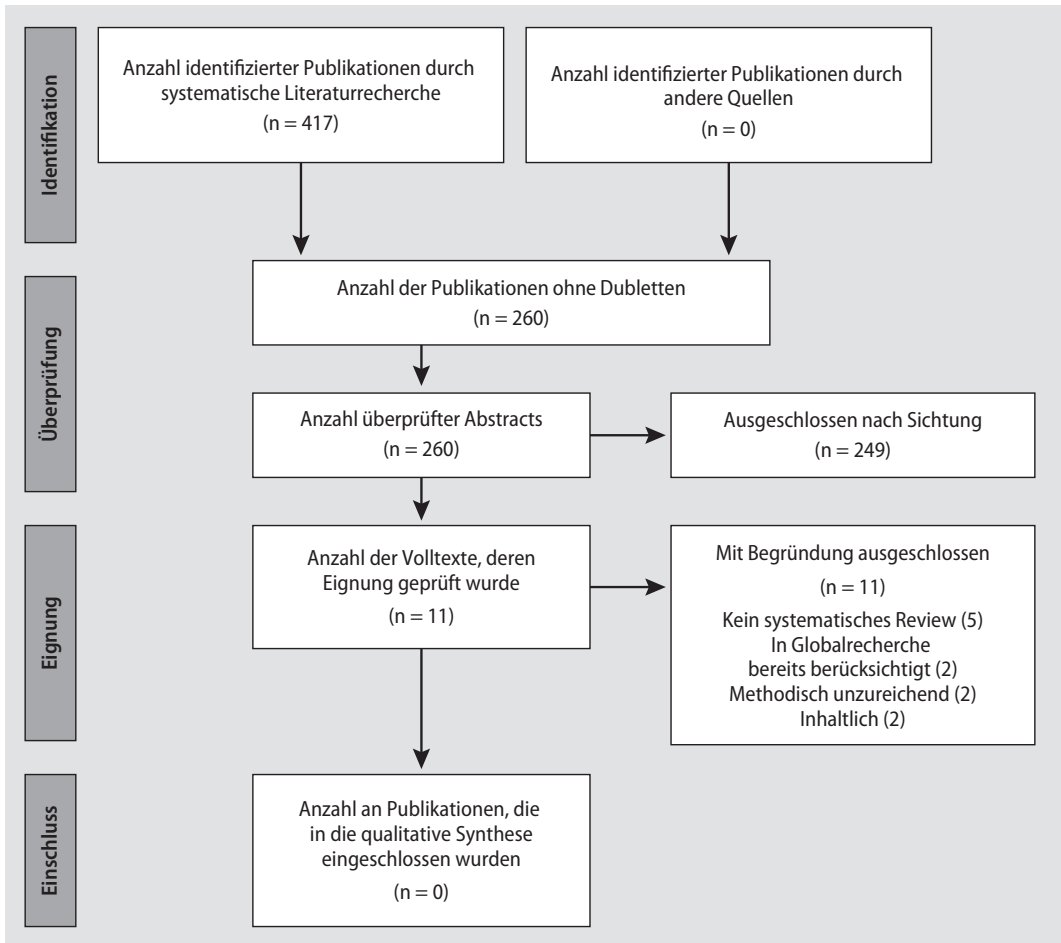 Identifikation
Anzahl identifizierter Publikationen durch
systematische Literaturrecherche
(n = 417)
Anzahl identifizierter Publikationen durch
andere Quellen
(n = 0)
Überprüfung
Anzahl der Publikationen ohne Dubletten
(n = 260)
Anzahl überprüfter Abstracts
(n = 260)
Ausgeschlossen nach Sichtung
(n = 249)
Eignung
Anzahl der Volltexte, deren
Eignung geprüft wurde
(n = 11)
Mit Begründung ausgeschlossen
(n = 11)
Kein systematisches Review (5)
In Globalrecherche
bereits berücksichtigt (2)
Methodisch unzureichend (2)
Inhaltlich (2)
Einschluss
Anzahl an Publikationen, die
in die qualitative Synthese
eingeschlossen wurden
(n = 0)